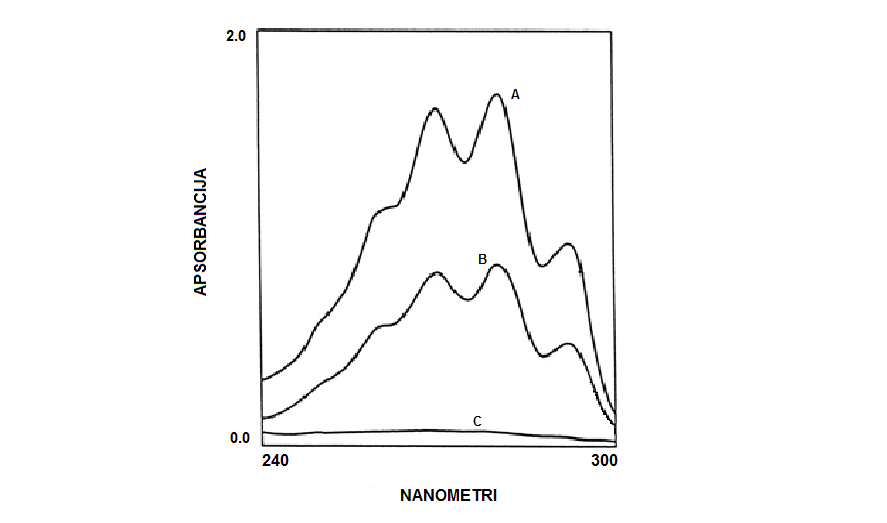 2.0
A
APSORBANCIJA
B
C
0.0
240
300
NANOMETRI